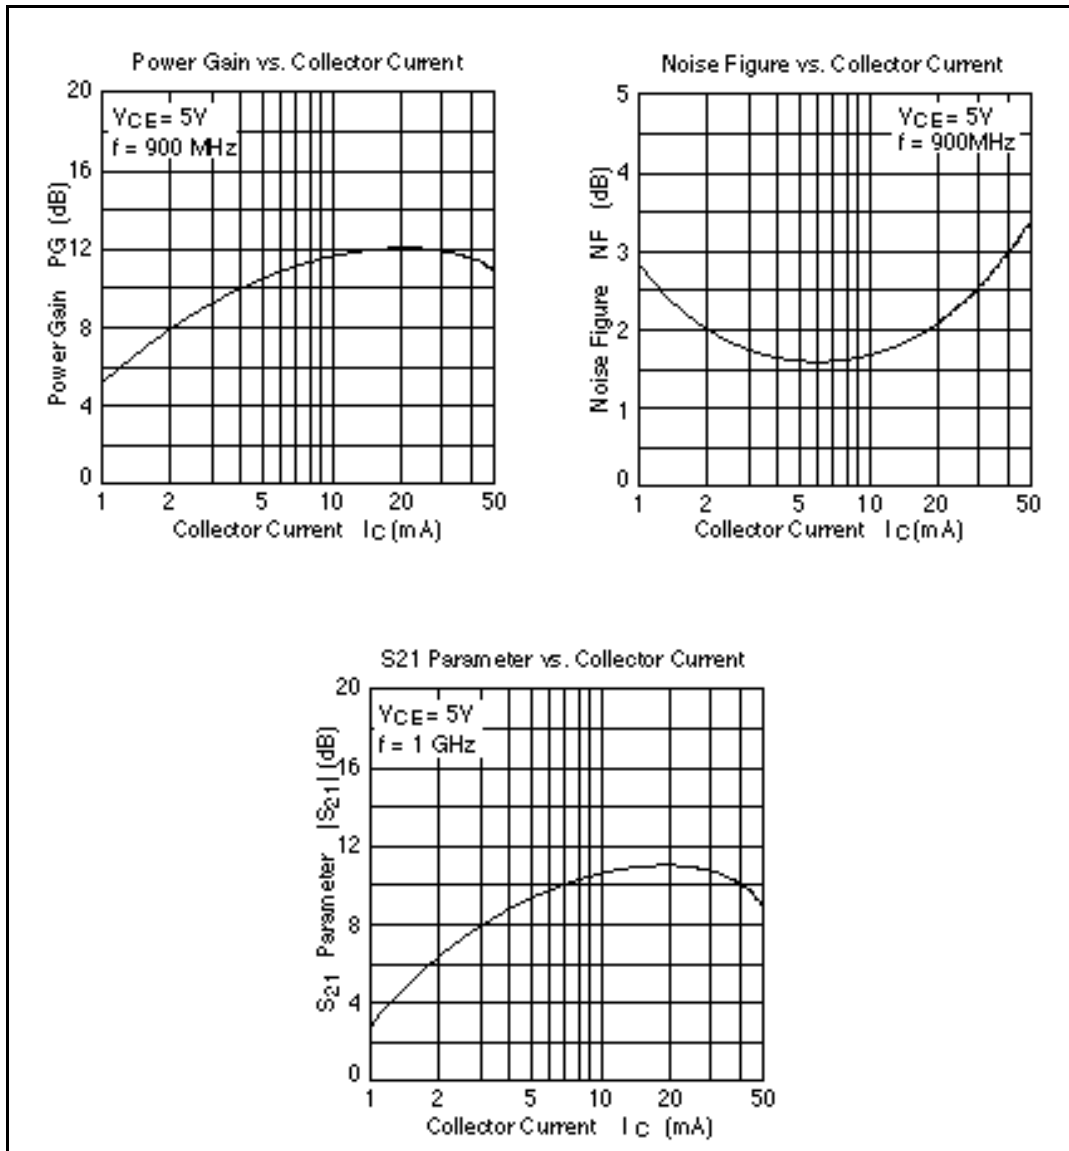 Power Gain vs. Collector Current
20
16
12
8
4
0
Power Gain PG (dB)
VCE = 5V
f = 900 MHz
1 2 5 10 20 50
Collector Current IC (mA)
Noise Figure vs. Collector Current
5
4
3
2
1
0
Noise Figure NF (dB)
VCE = 5V
f = 900MHz
1 2 5 10 20 50
Collector Current IC (mA)
S21 Parameter vs. Collector Current
20
16
12
8
4
0
S21 Parameter |S21| (dB)
VCE = 5V
f = 1 GHz
1 2 5 10 20 50
Collector Current IC (mA)